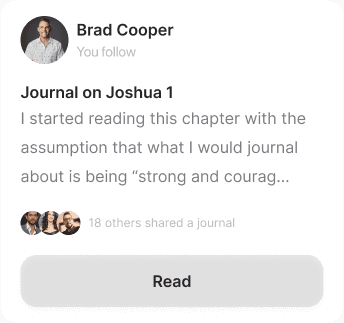 Brad Cooper
You follow
Journal on Joshua 1
I started reading this chapter with the
assumption that what I would journal
about is being “strong and courag...
18 others shared a journal
Read